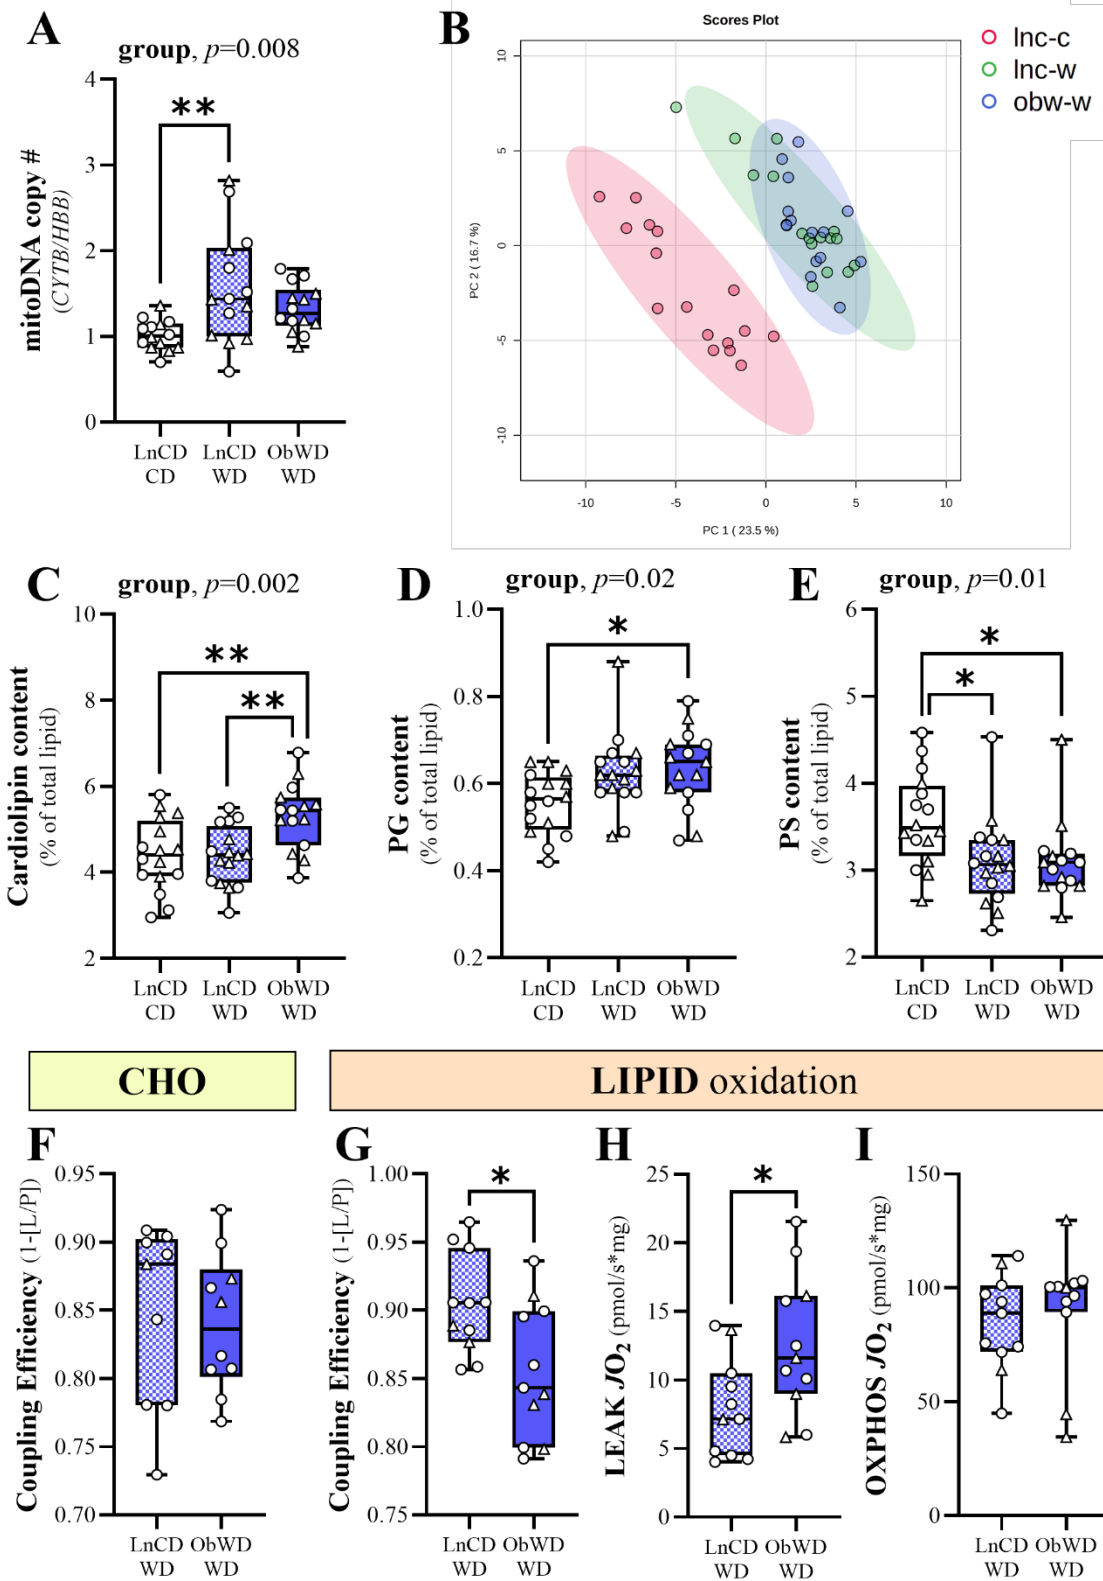 A
group, p=0.008
**
mitoDNA copy #
(CYTB/HBB)
4
3
2
1
0
LnCD
CD
LnCD
WD
ObWD
WD
B
Scores Plot
lnc-c
lnc-w
obw-w
PC 2 ( 16.7 %)
10
5
0
-5
-10
-10
-5
0
5
10
PC 1 ( 23.5 %)
C
group, p=0.002
**
**
Cardiolipin content
(% of total lipid)
10
8
6
4
2
LnCD
CD
LnCD
WD
ObWD
WD
D
group, p=0.02
*
PG content
(% of total lipid)
1.0
0.8
0.6
0.4
0.2
LnCD
CD
LnCD
WD
ObWD
WD
E
group, p=0.01
*
*
PS content
(% of total lipid)
6
5
4
3
2
LnCD
CD
LnCD
WD
ObWD
WD
CHO
LIPID oxidation
F
Coupling Efficiency (1-[L/P])
0.95
0.90
0.85
0.80
0.75
0.70
LnCD
WD
ObWD
WD
G
*
Coupling Efficiency (1-[L/P])
1.00
0.95
0.90
0.85
0.80
0.75
LnCD
WD
ObWD
WD
H
*
LEAK JO₂ (pmol/s*mg)
25
20
15
10
5
0
LnCD
WD
ObWD
WD
I
OXPHOS JO₂ (pmol/s*mg)
150
100
50
0
LnCD
WD
ObWD
WD